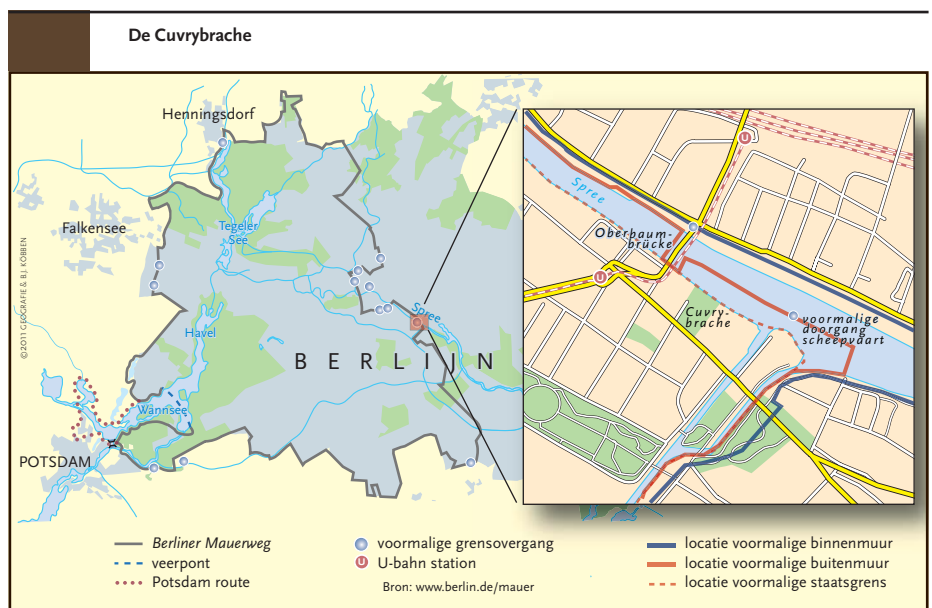 De Cuvrybrache
Henningsdorf
Falkensee
Tegeler
See
Havel
Spree
BERLIJN
Wannsee
POTSDAM
© 2011 GEOGRAFIE & B.J. KÖBBEN
U
Spree
Oberbaum-
brücke
U
Cuvry-
brache
voormalige
doorgang
scheepvaart
Berliner Mauerweg
veerpont
Potsdam route
voormalige grensovergang
U U-bahn station
Bron: www.berlin.de/mauer
locatie voormalige binnenmuur
locatie voormalige buitenmuur
locatie voormalige staatsgrens